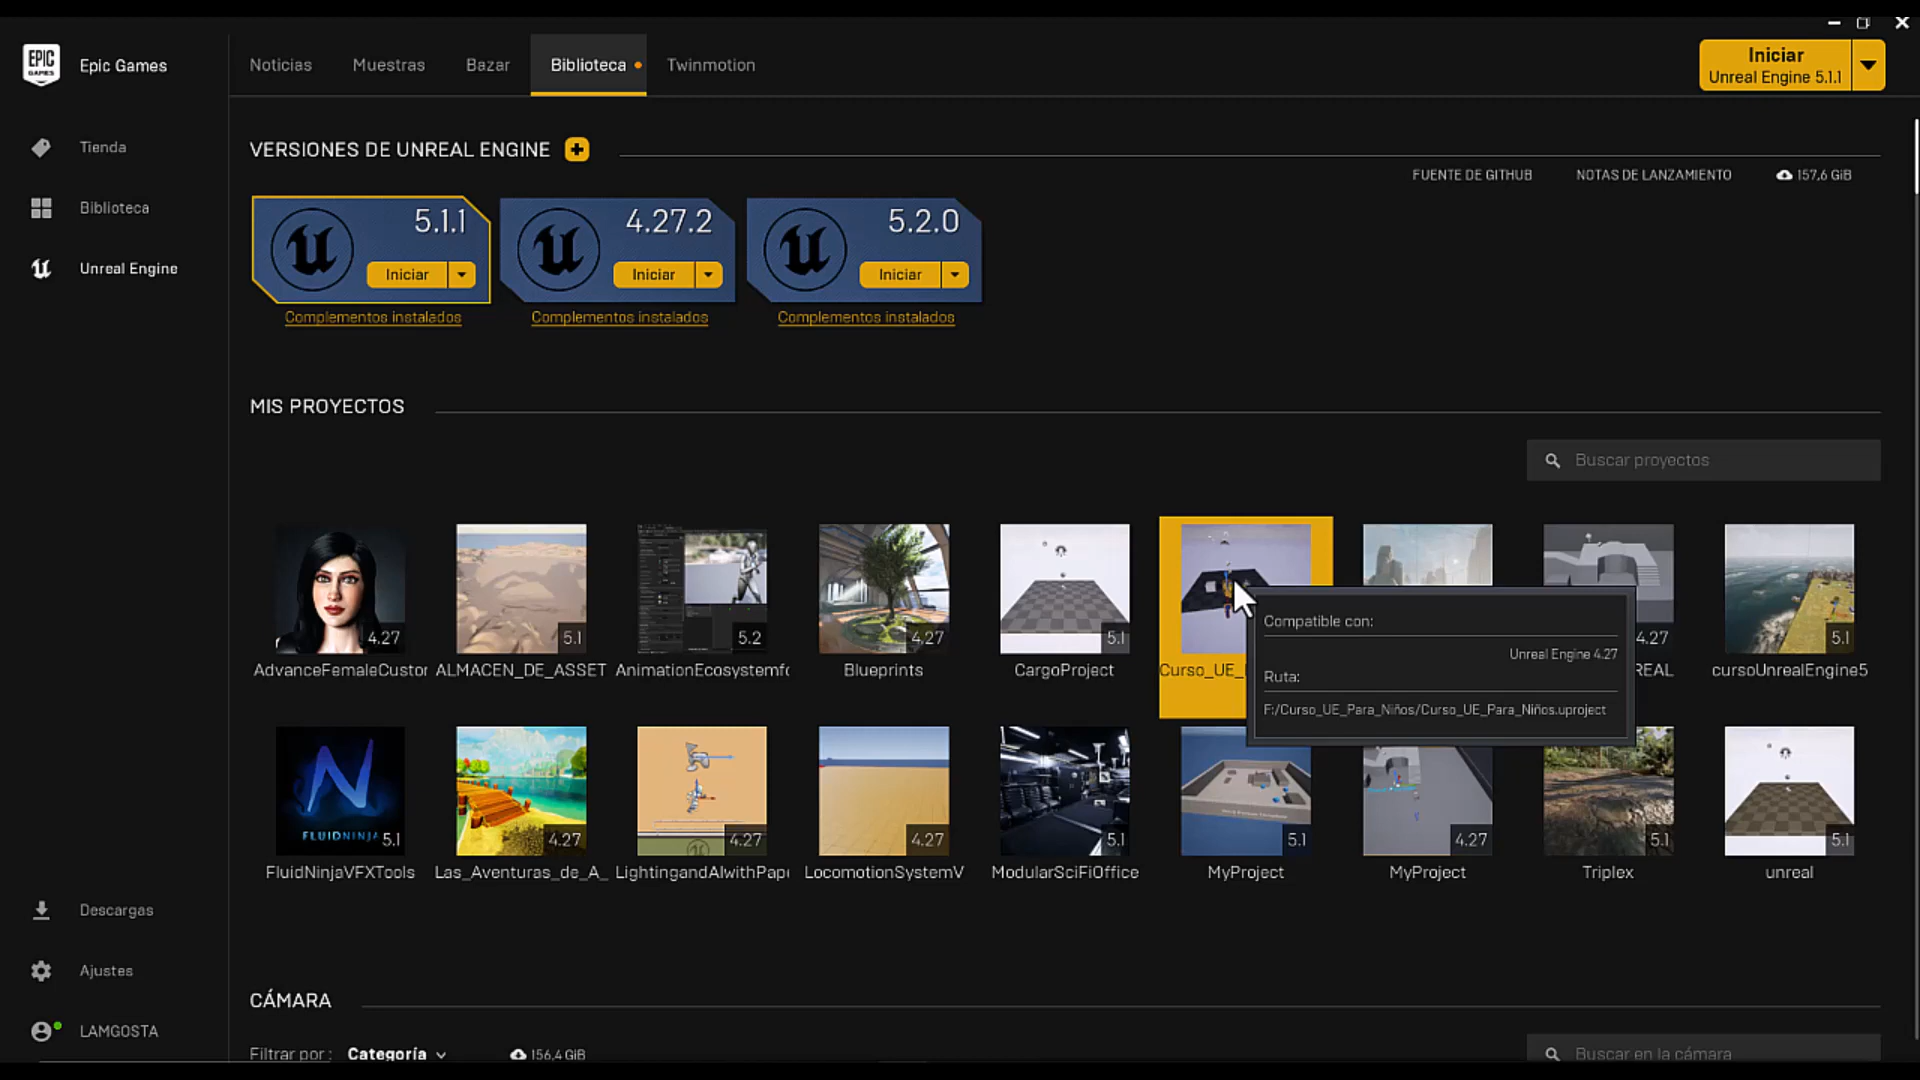 EPIC
GAMES
Epic Games
Noticias
Muestras
Bazar
Biblioteca
Twinmotion
Iniciar
Unreal Engine 5.1.1
Tienda
Biblioteca
Unreal Engine
VERSIONES DE UNREAL ENGINE
FUENTE DE GITHUB
NOTAS DE LANZAMIENTO
157,6 GiB
5.1.1
Iniciar
Complementos instalados
4.27.2
Iniciar
Complementos instalados
5.2.0
Iniciar
Complementos instalados
MIS PROYECTOS
Buscar proyectos
4.27
AdvanceFemaleCustor
5.1
ALMACEN_DE_ASSET
5.2
AnimationEcosystemfo
4.27
Blueprints
5.1
CargoProject
Curso_UE_
Compatible con:
Unreal Engine 4.27
Ruta:
F:/Curso_UE_Para_Niños/Curso_UE_Para_Niños.uproject
4.27
REAL
5.1
cursoUnrealEngine5
FLUIDNINJA
5.1
FluidNinjaVFXTools
4.27
Las_Aventuras_de_A_
4.27
LightingandAIwithPape
4.27
LocomotionSystemV
5.1
ModularSciFiOffice
5.1
MyProject
4.27
MyProject
5.1
Triplex
5.1
unreal
Descargas
Ajustes
LAMGOSTA
CÁMARA
Filtrar por :
Categoría
156,4 GiB
Buscar en la cámara